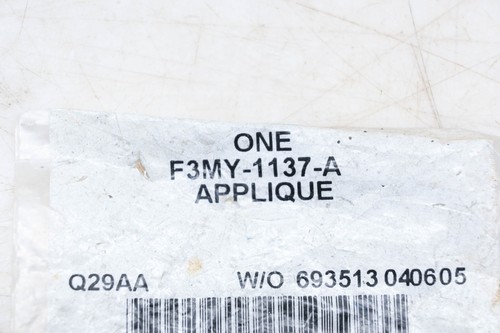 ONE
F3MY-1137-A
APPLIQUE
Q29AA W/O 693513 040605